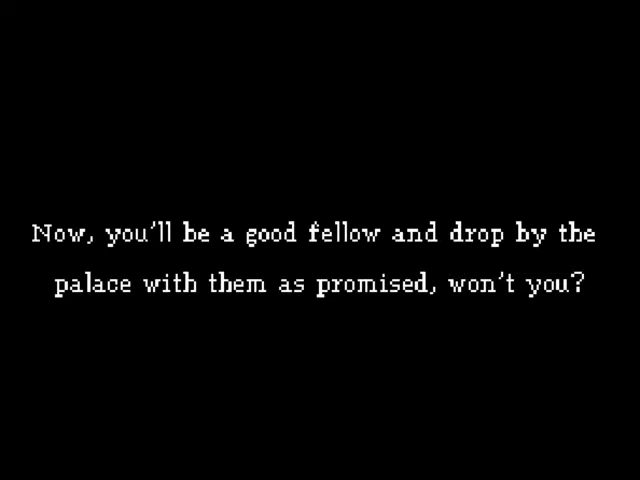 Now, you'll be a good fellow and drop by the
palace with them as promised, won't you?